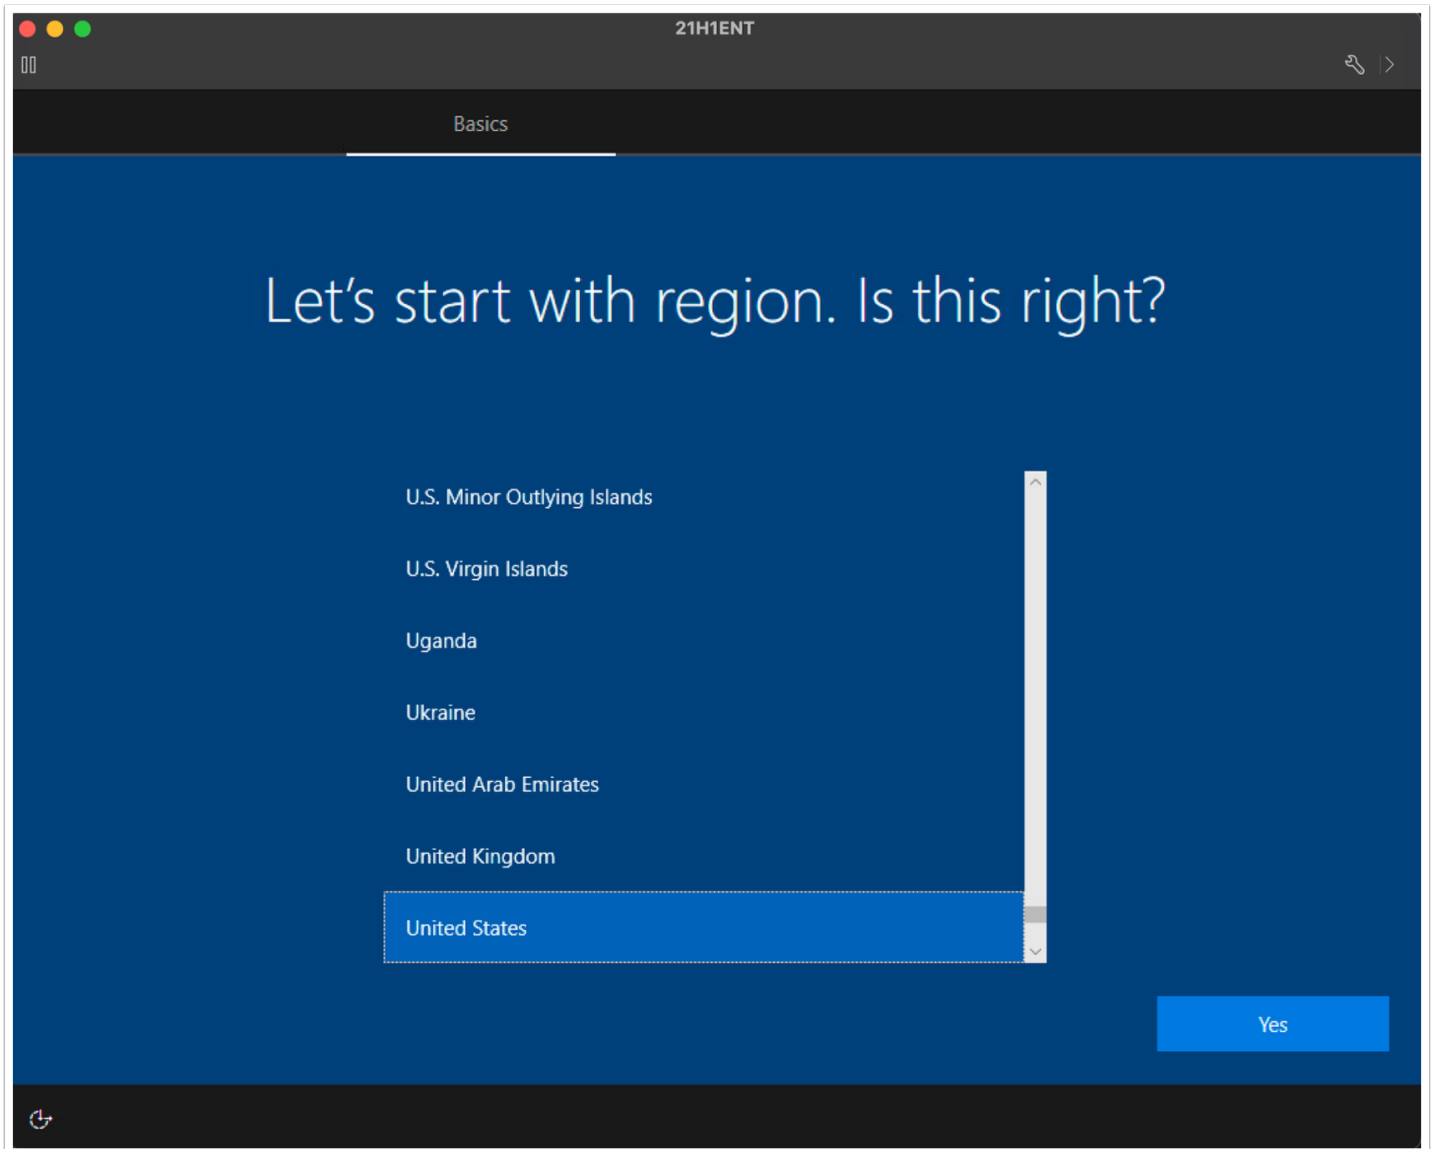 21H1ENT
Basics
Let's start with region. Is this right?
U.S. Minor Outlying Islands
U.S. Virgin Islands
Uganda
Ukraine
United Arab Emirates
United Kingdom
United States
Yes